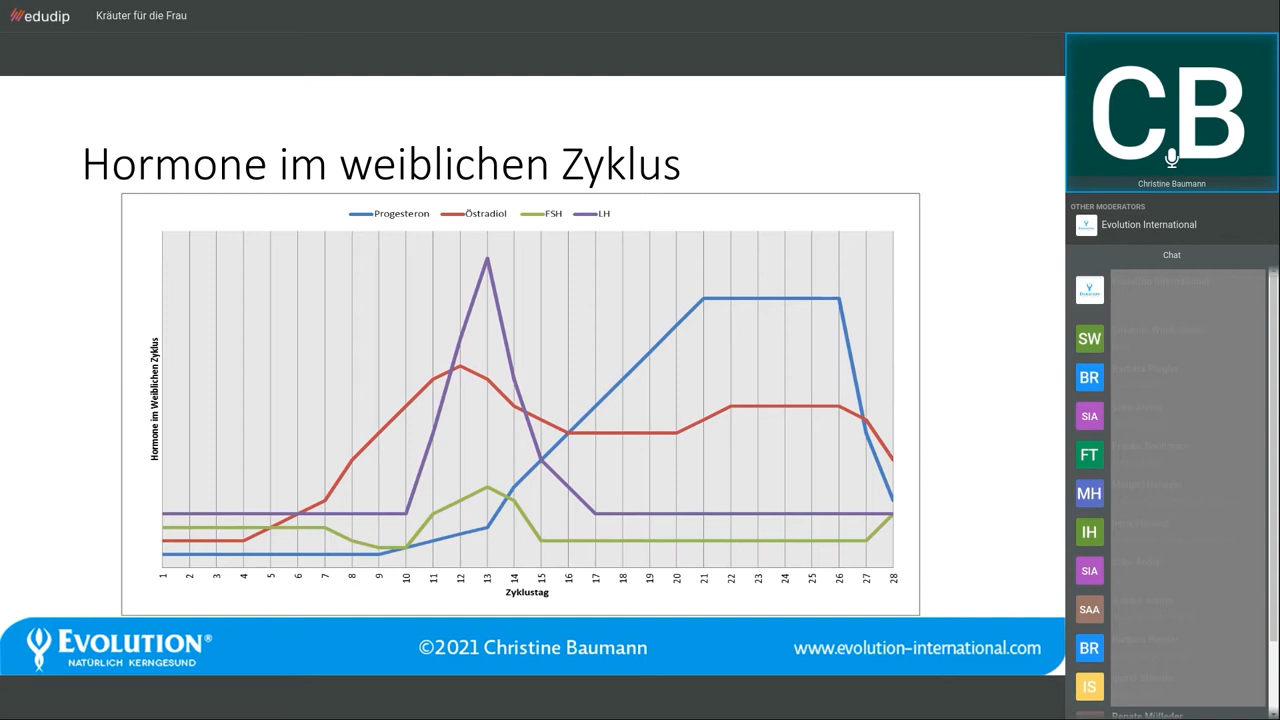 edudip
Kräuter für die Frau
CB
Christine Baumann
OTHER MODERATORS
Evolution International
Chat
Hormone im weiblichen Zyklus
Progesteron Östradiol FSH LH
Hormone im Weiblichen Zyklus
1 2 3 4 5 6 7 8 9 10 11 12 13 14 15 16 17 18 19 20 21 22 23 24 25 26 27 28
Zyklustag
EVOLUTION®
NATÜRLICH KERNGESUND
©2021 Christine Baumann
www.evolution-international.com
SW
BR
SIA
FT
MH
IH
SIA
SAA
BR
IS
Renate Mülleder